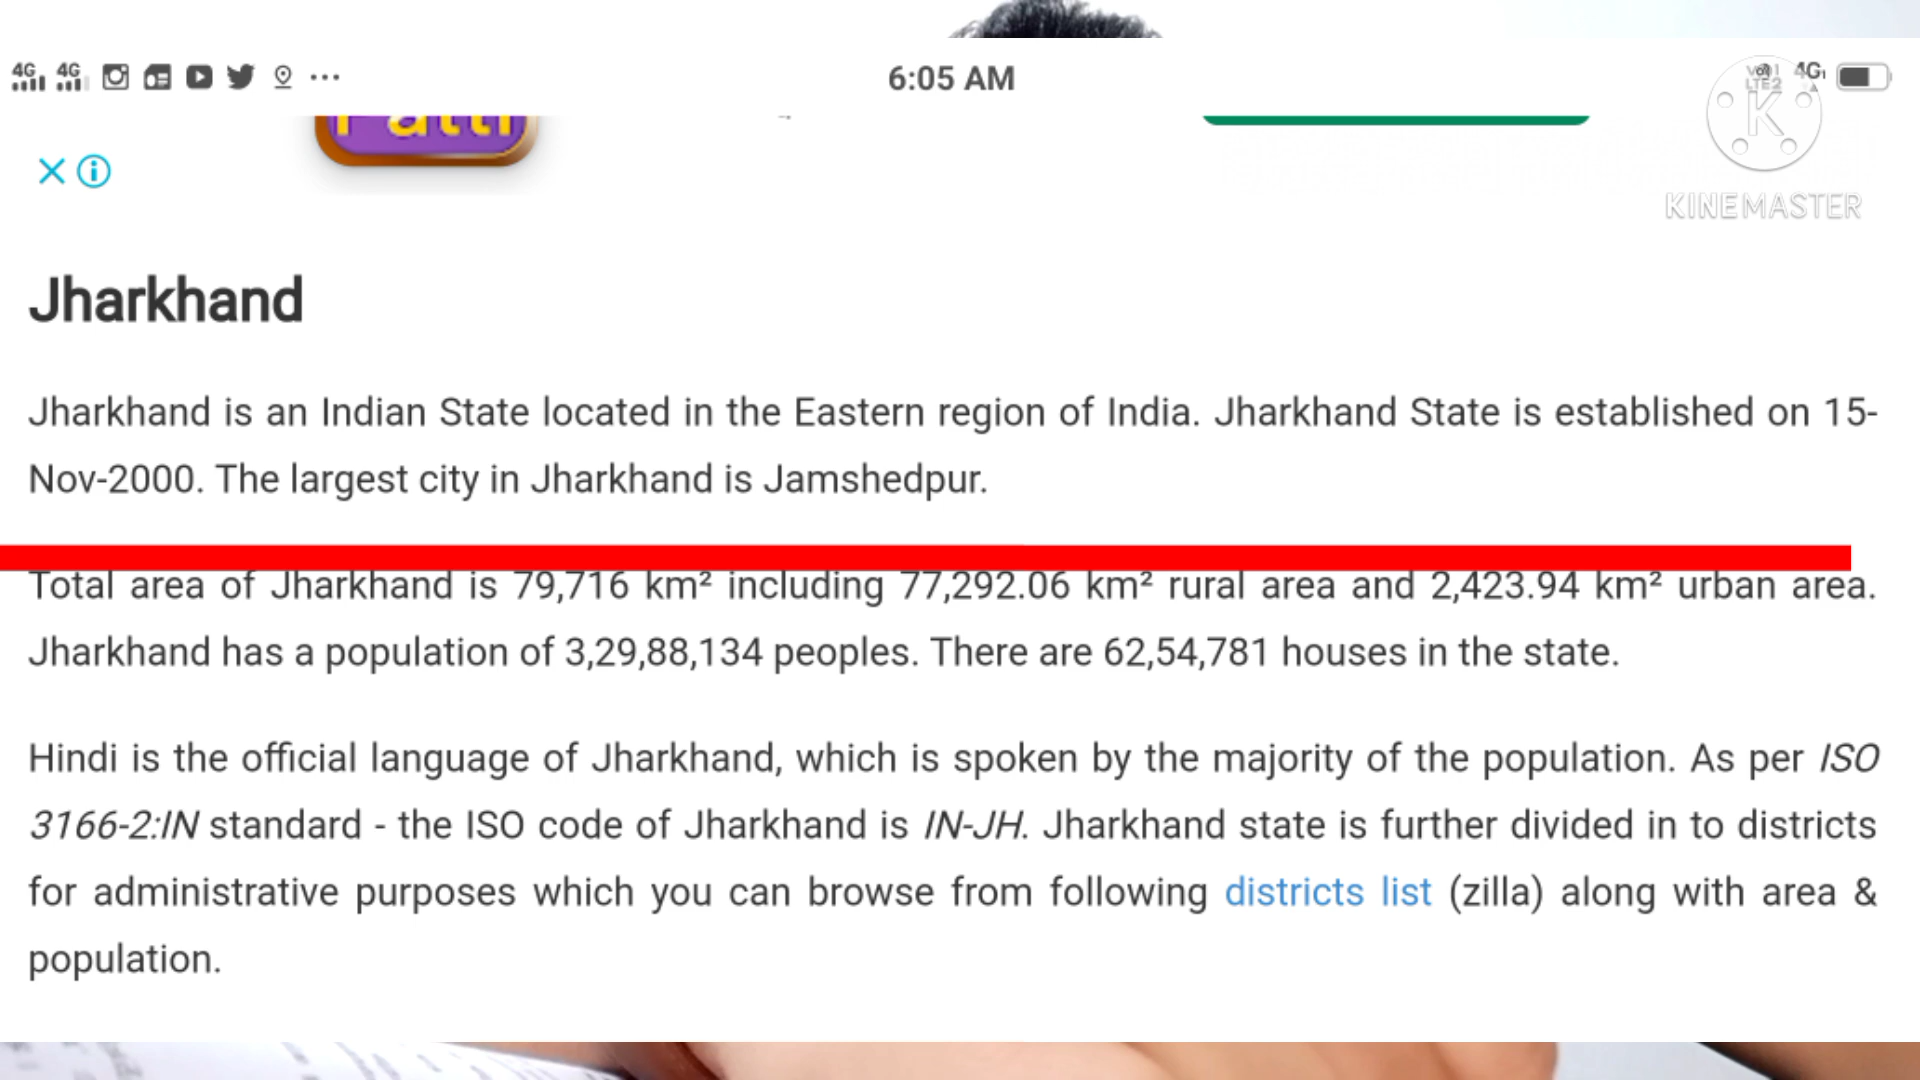 4G 4G 6:05 AM 4G
Patti
KINEMASTER
Jharkhand
Jharkhand is an Indian State located in the Eastern region of India. Jharkhand State is established on 15-
Nov-2000. The largest city in Jharkhand is Jamshedpur.
Total area of Jharkhand is 79,716 km² including 77,292.06 km² rural area and 2,423.94 km² urban area.
Jharkhand has a population of 3,29,88,134 peoples. There are 62,54,781 houses in the state.
Hindi is the official language of Jharkhand, which is spoken by the majority of the population. As per ISO
3166-2:IN standard - the ISO code of Jharkhand is IN-JH. Jharkhand state is further divided in to districts
for administrative purposes which you can browse from following districts list (zilla) along with area &
population.